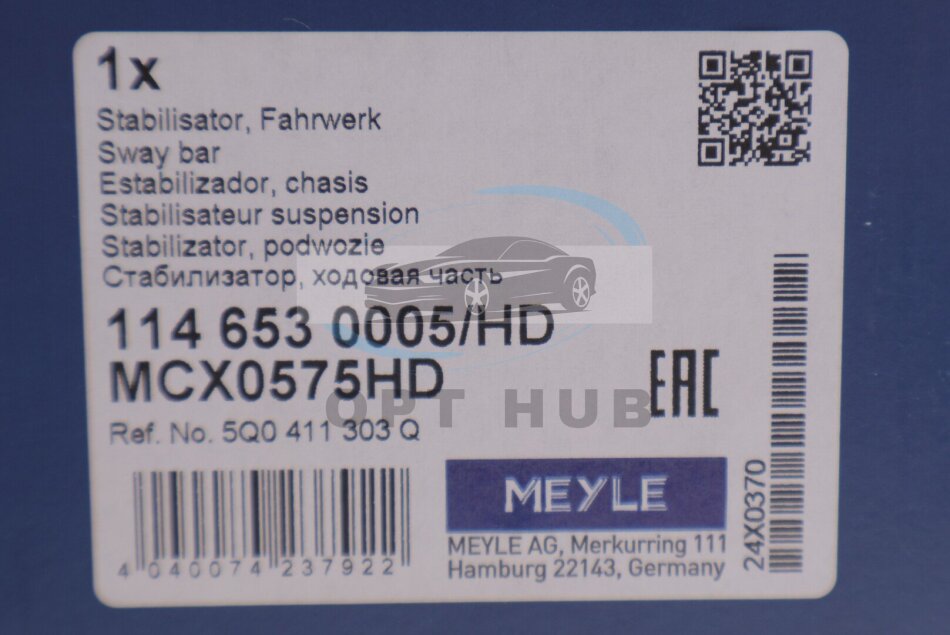 1x
Stabilisator, Fahrwerk
Sway bar
Estabilizador, chasis
Stabilisateur suspension
Stabilizator, podwozie
Стабилизатор, ходовая часть
114 653 0005/HD
MCX0575HD
OPT HUB
EAC
Ref. No. 5Q0 411 303 Q
MEYLE
MEYLE AG, Merkurring 111
Hamburg 22143, Germany
4 040074 237922
24X0370